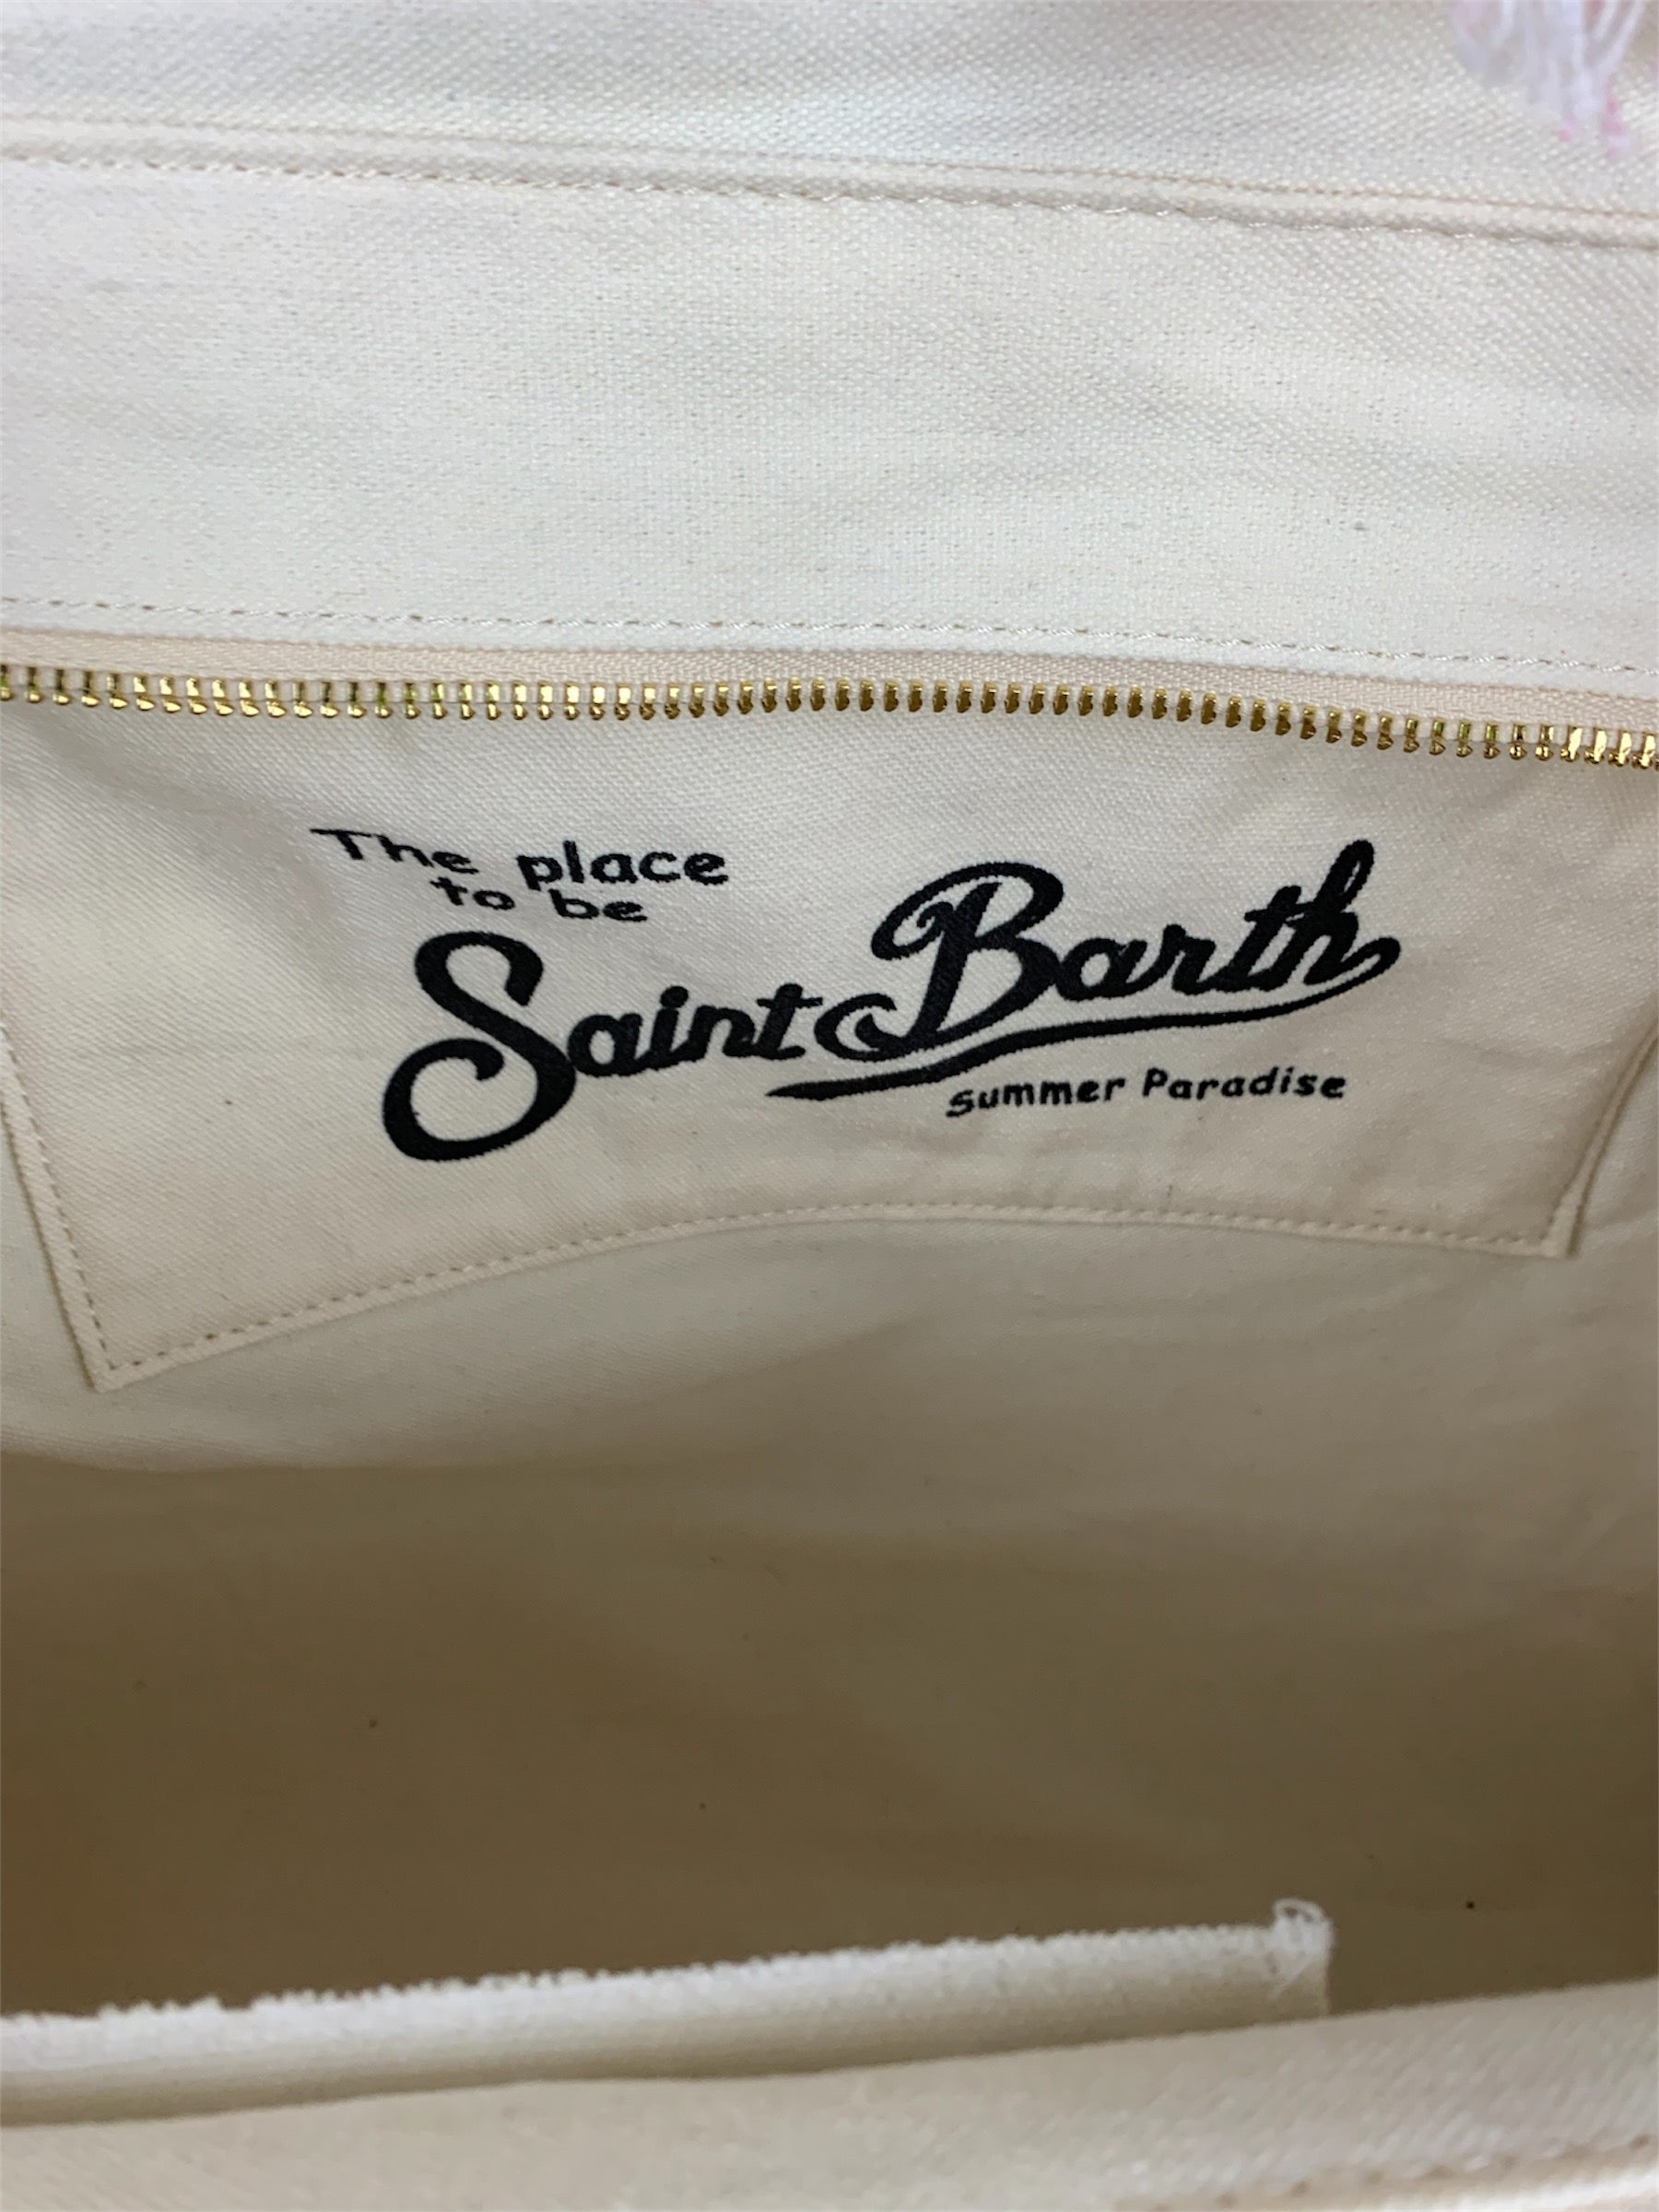 The place
to be
Saint Barth
Summer Paradise